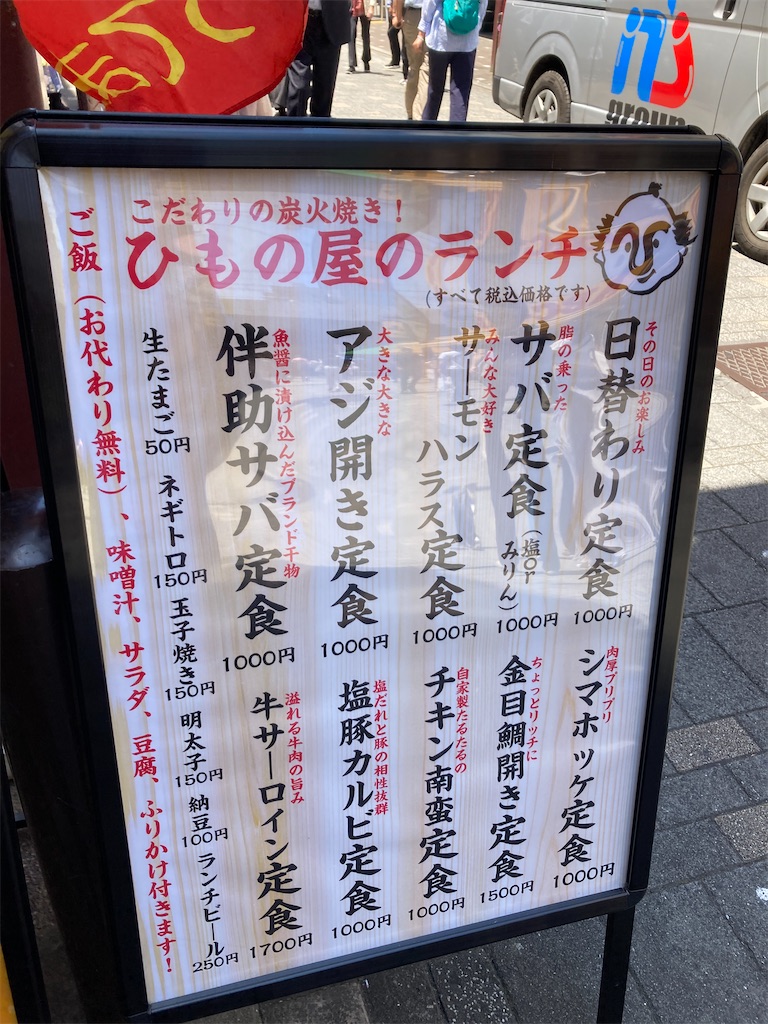 こだわりの炭火焼き！
ひもの屋のランチ
(すべて税込価格です)
その日のお楽しみ
日替わり定食
1000円
脂の乗った
サバ定食(塩orみりん)
1000円
みんな大好き
サーモンハラス定食
1000円
大きな大きな
アジ開き定食
1000円
魚醤に漬け込んだブランド干物
伴助サバ定食
1000円
肉厚プリプリ
シマホッケ定食
1000円
ちょっとリッチに
金目鯛開き定食
1500円
自家製たるたるの
チキン南蛮定食
1000円
塩だれと豚の相性抜群
塩豚カルビ定食
1000円
溢れる牛肉の旨み
牛サーロイン定食
1700円
生たまご
50円
ネギトロ
150円
玉子焼き
150円
明太子
150円
納豆
100円
ランチビール
250円
ご飯(お代わり無料)、味噌汁、サラダ、豆腐、ふりかけ付きます！
group